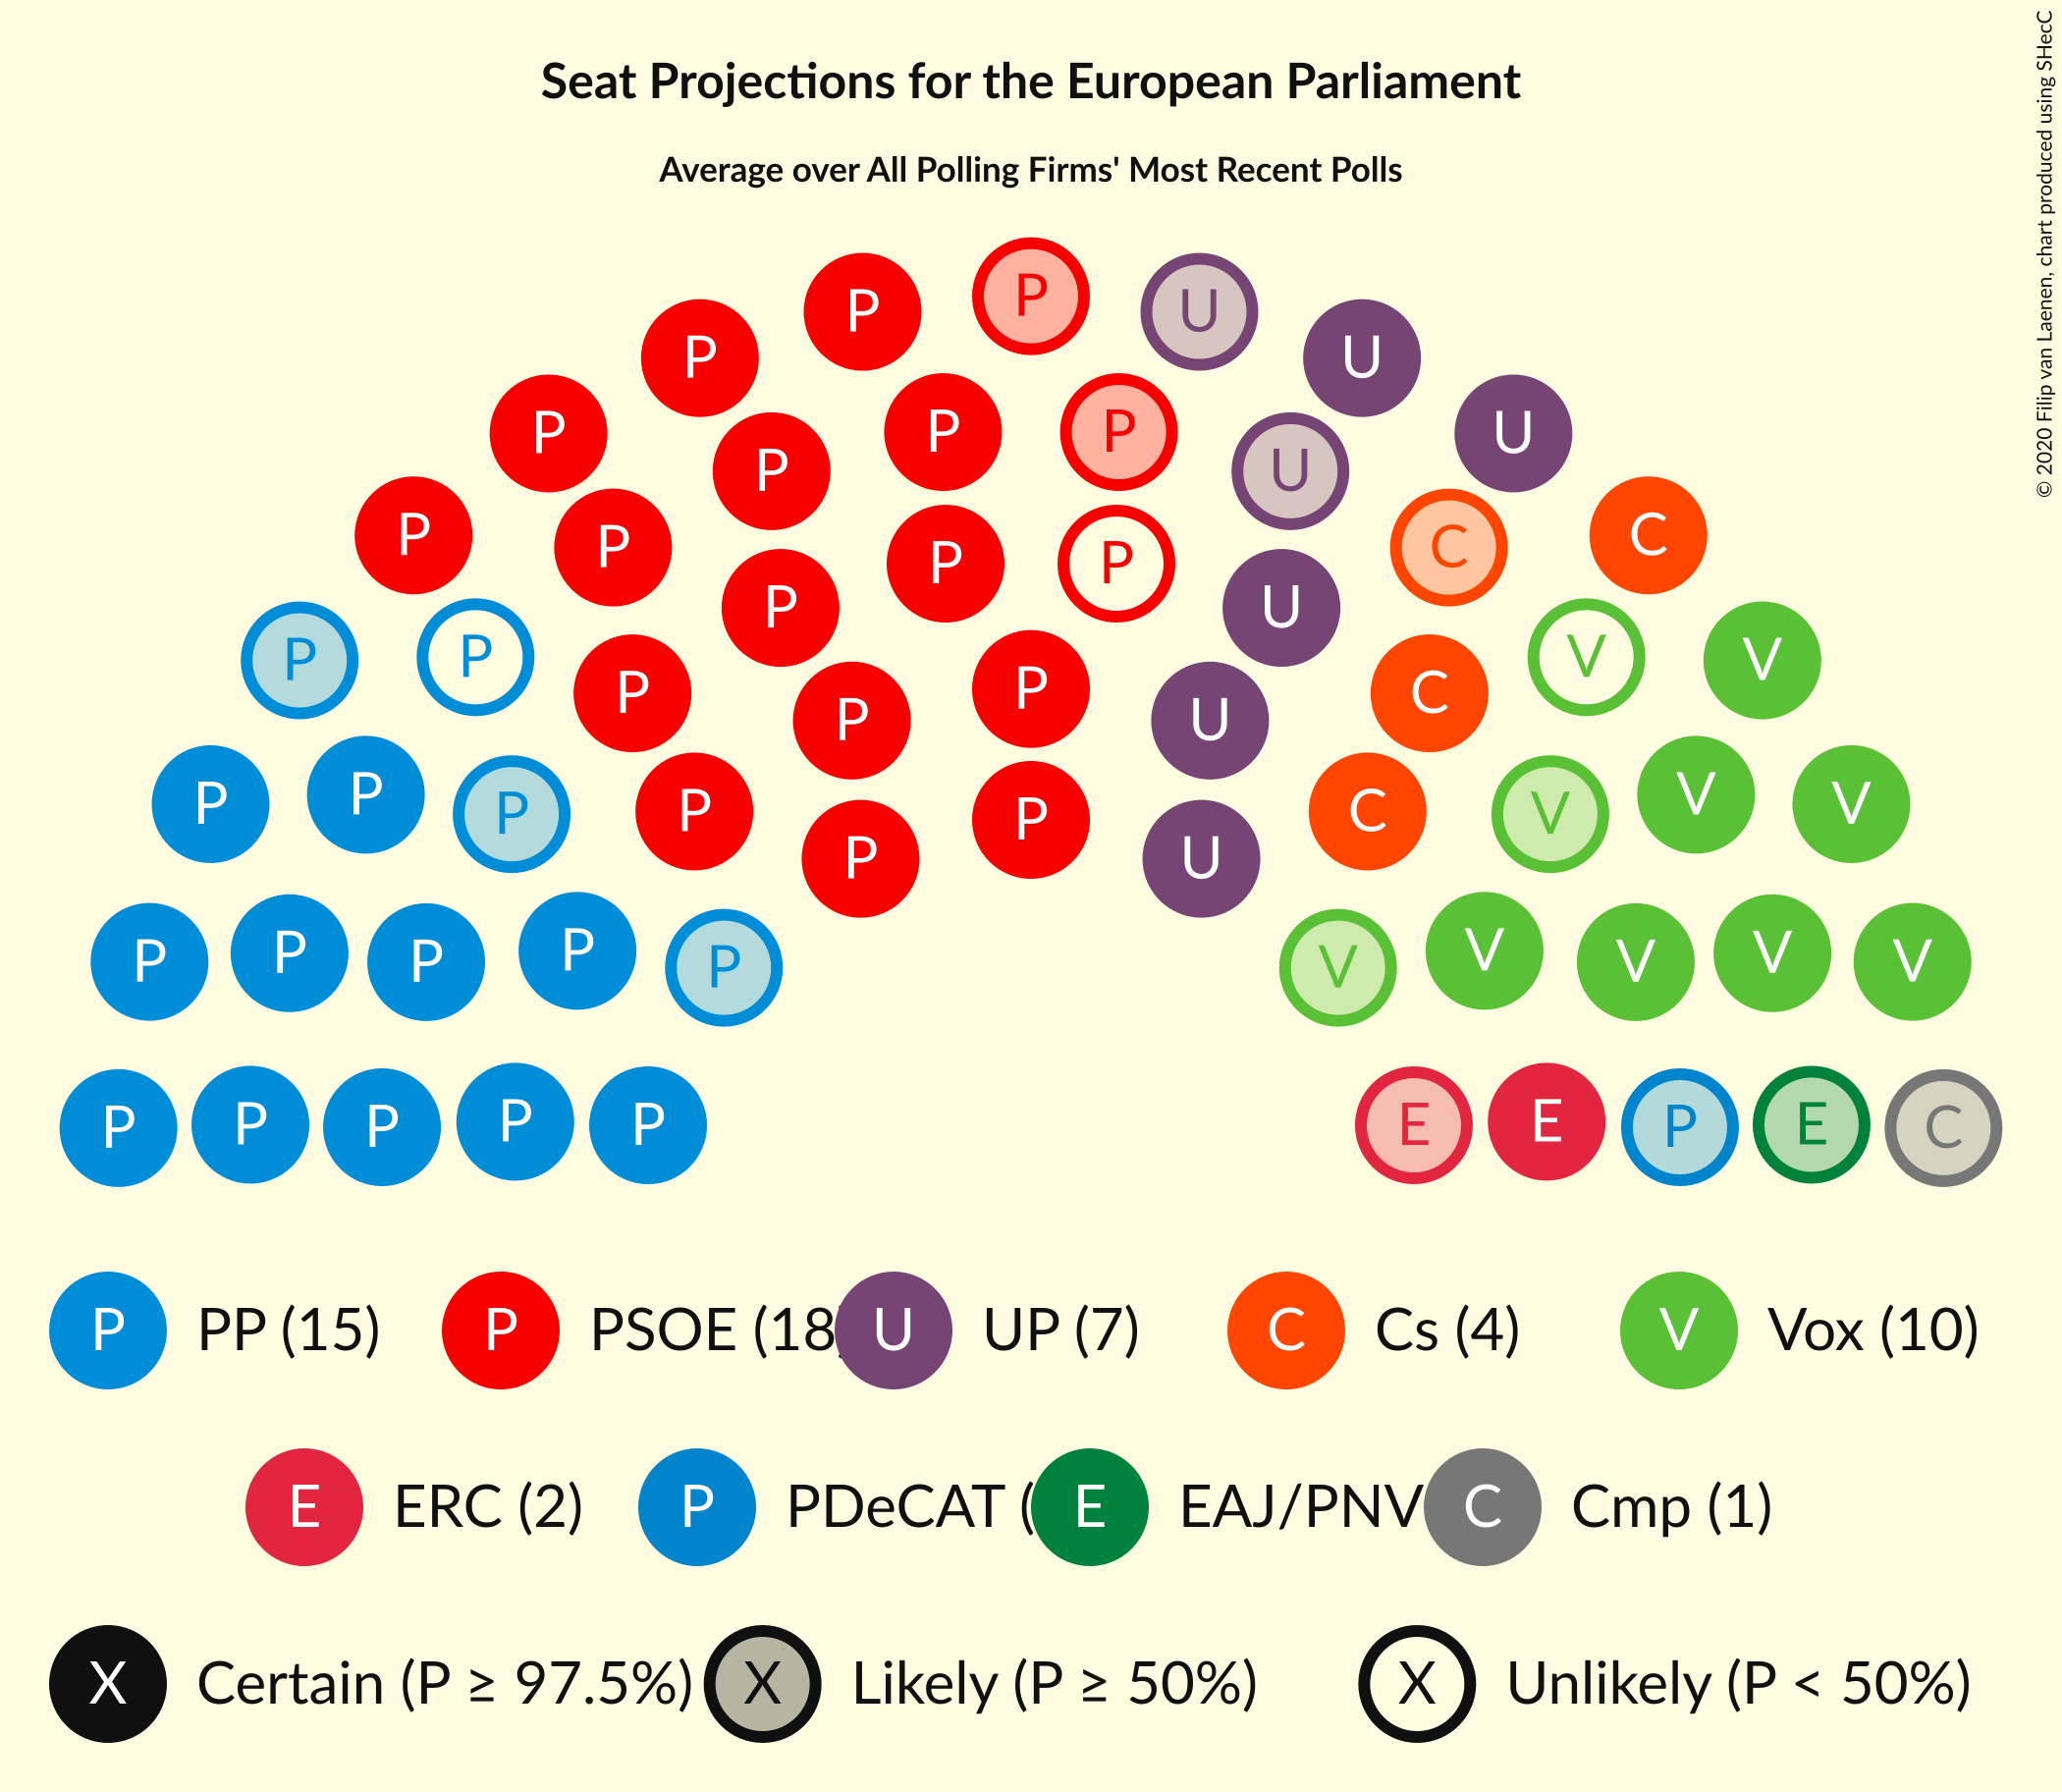 Seat Projections for the European Parliament
Average over All Polling Firms' Most Recent Polls
© 2020 Filip van Laenen, chart produced using SHecC
P U
P U
P P U
P P U
P P C C
P P P U
P P P V V
P P C
P P U
P P P V V V
P P C
P P U
P P P P P V V V V V
P P P P P E E P E C
P PP (15) P PSOE (18 U UP (7) C Cs (4) V Vox (10)
E ERC (2) P PDeCAT ( E EAJ/PNV C Cmp (1)
X Certain (P ≥ 97.5%) X Likely (P ≥ 50%) X Unlikely (P < 50%)